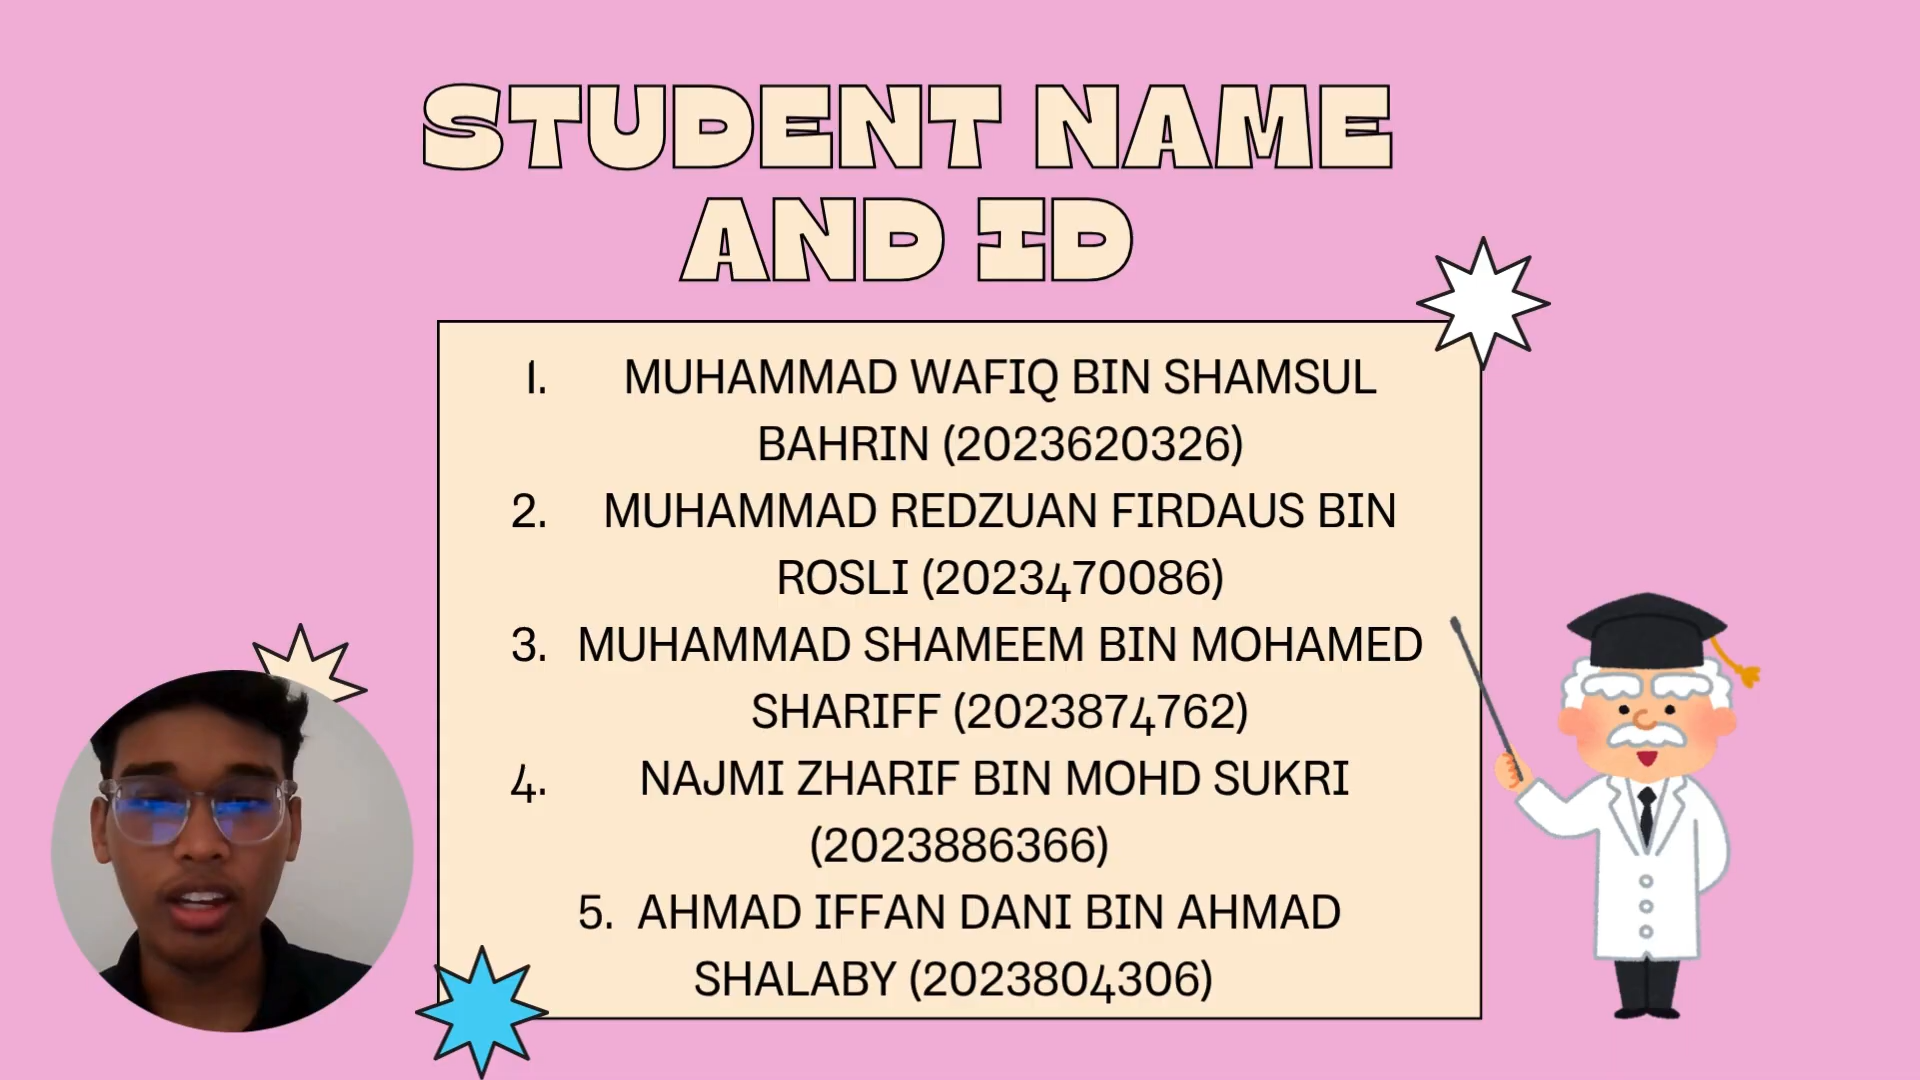 STUDENT NAME
AND ID
1. MUHAMMAD WAFIQ BIN SHAMSUL
BAHRIN (2023620326)
2. MUHAMMAD REDZUAN FIRDAUS BIN
ROSLI (2023470086)
3. MUHAMMAD SHAMEEM BIN MOHAMED
SHARIFF (2023874762)
4. NAJMI ZHARIF BIN MOHD SUKRI
(2023886366)
5. AHMAD IFFAN DANI BIN AHMAD
SHALABY (2023804306)